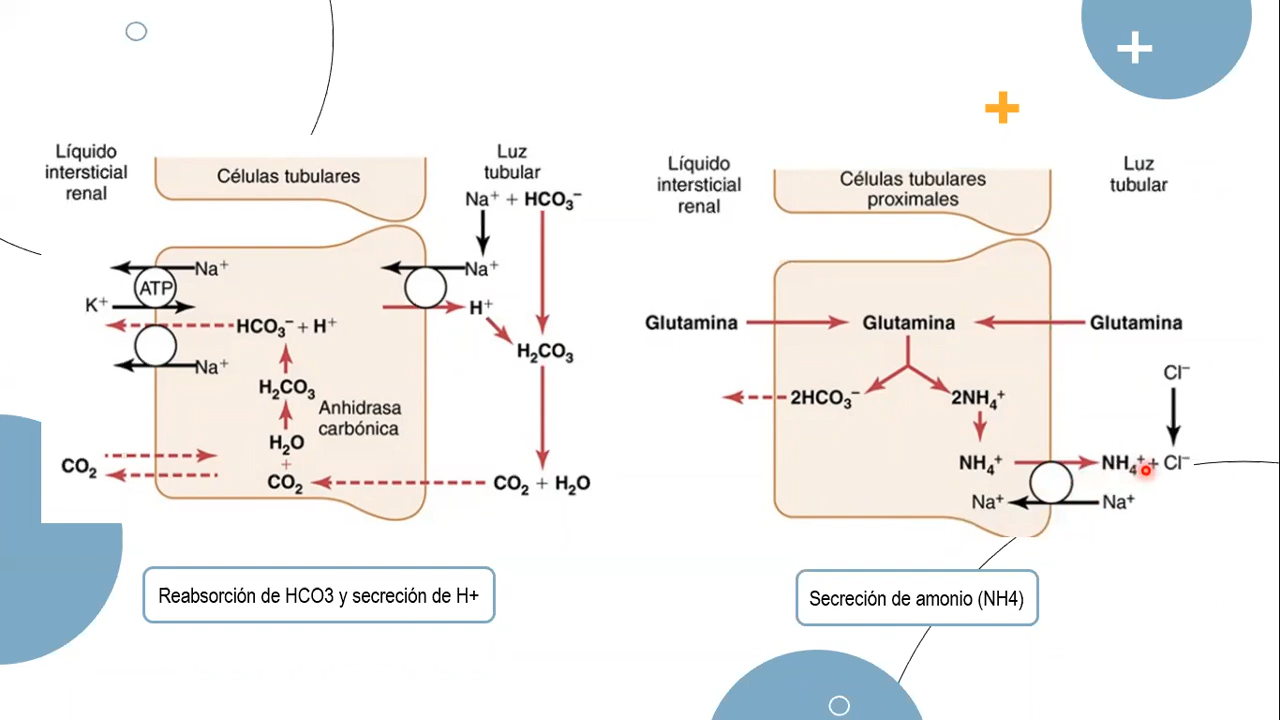 Líquido
intersticial
renal
Células tubulares
Luz
tubular
Na⁺ + HCO₃⁻
Na⁺
Na⁺
ATP
K⁺
H⁺
HCO₃⁻ + H⁺
Na⁺
H₂CO₃
H₂CO₃
Anhidrasa
carbónica
H₂O
+
CO₂
CO₂
CO₂ + H₂O
Reabsorción de HCO3 y secreción de H+
Líquido
intersticial
renal
Células tubulares
proximales
Luz
tubular
Glutamina
Glutamina
Glutamina
Cl⁻
2HCO₃⁻
2NH₄⁺
NH₄⁺
NH₄⁺ + Cl⁻
Na⁺
Na⁺
Secreción de amonio (NH4)